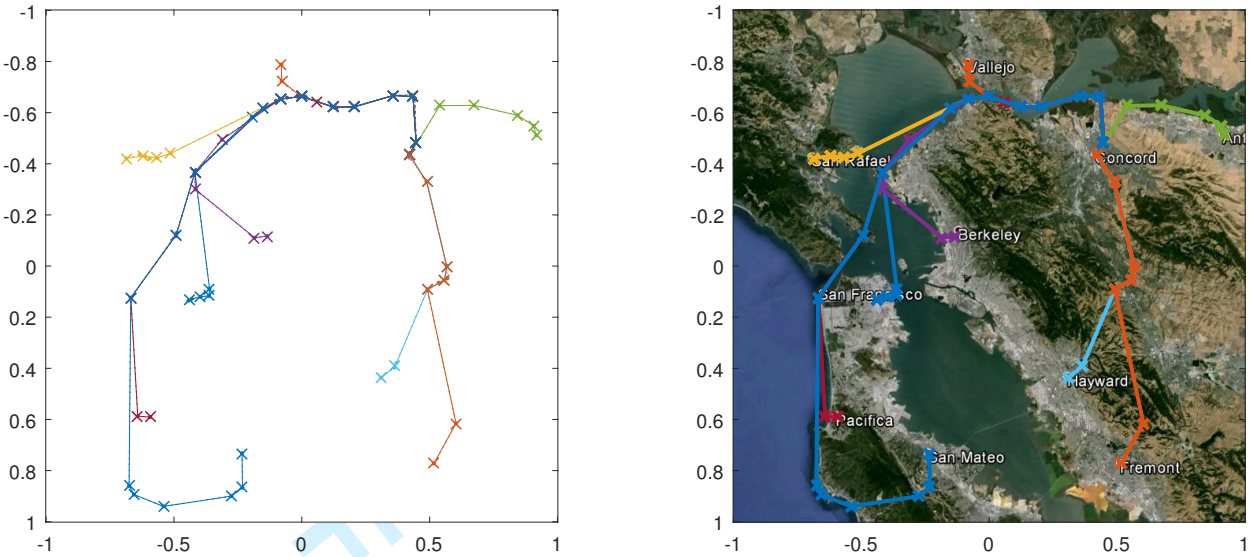 -1
-0.8
-0.6
-0.4
-0.2
0
0.2
0.4
0.6
0.8
1
-1 -0.5 0 0.5 1
-1
-0.8
-0.6
-0.4
-0.2
0
0.2
0.4
0.6
0.8
1
Vallejo
Ant
San Rafael
Concord
Berkeley
San Francisco
Hayward
Pacifica
San Mateo
Fremont
-1 -0.5 0 0.5 1